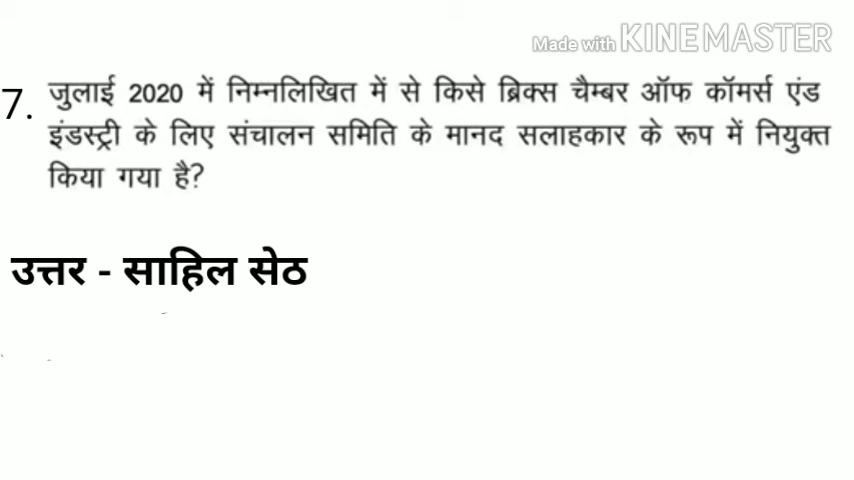 Made with KINEMASTER
7. जुलाई 2020 में निम्नलिखित में से किसे ब्रिक्स चैम्बर ऑफ कॉमर्स एंड
इंडस्ट्री के लिए संचालन समिति के मानद सलाहकार के रूप में नियुक्त
किया गया है?
उत्तर - साहिल सेठ